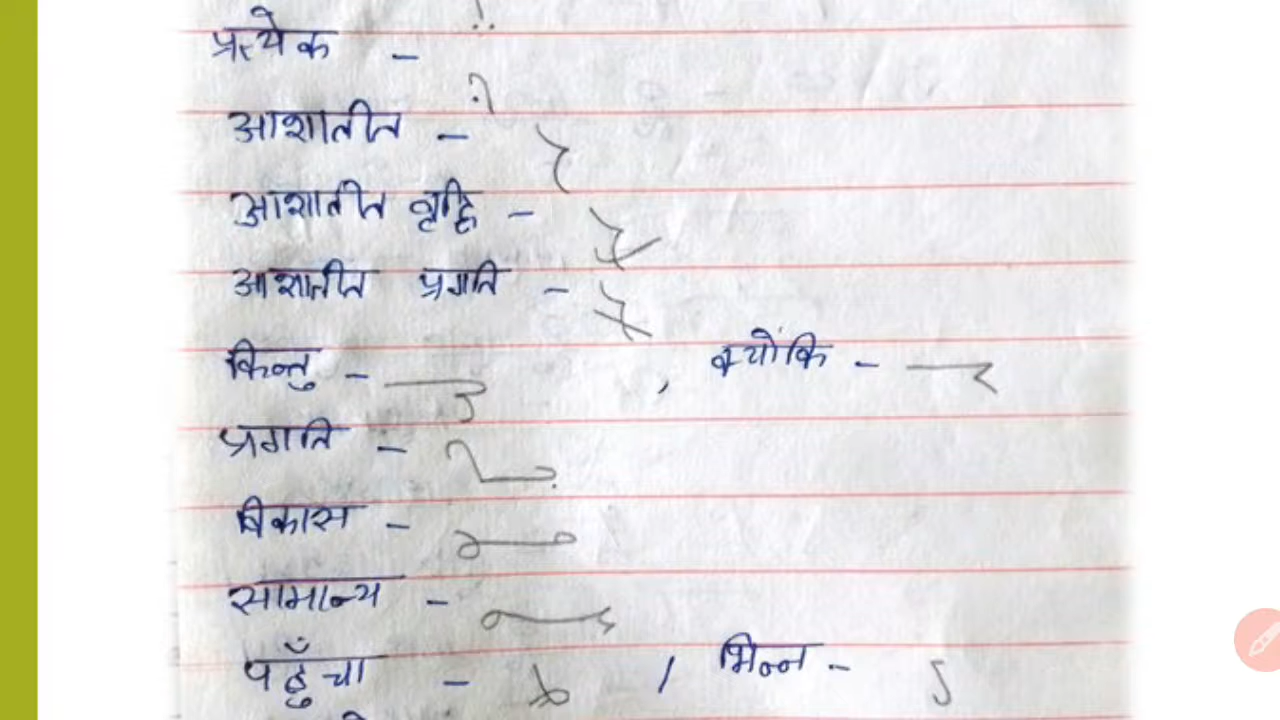 प्रत्येक -
आशातीत -
आशातीत वृद्धि -
आशातीत प्रगति -
किन्तु - , क्योंकि -
प्रगति -
विकास -
सामान्य -
पहुँचा - , भिन्न -